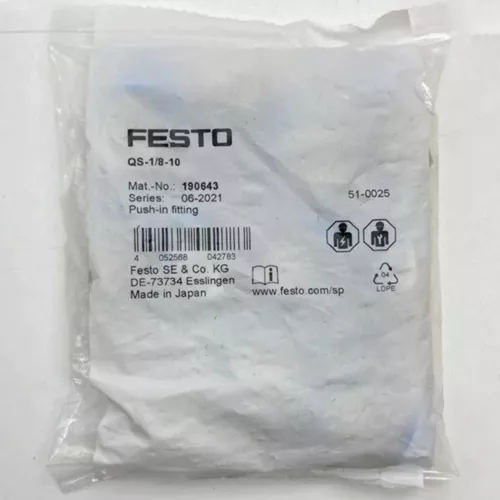 FESTO
QS-1/8-10
Mat.-No.: 190643
Series: 06-2021
Push-in fitting
51-0025
4 052568 042783
Festo SE & Co. KG
DE-73734 Esslingen
Made in Japan
www.festo.com/sp
04
LDPE